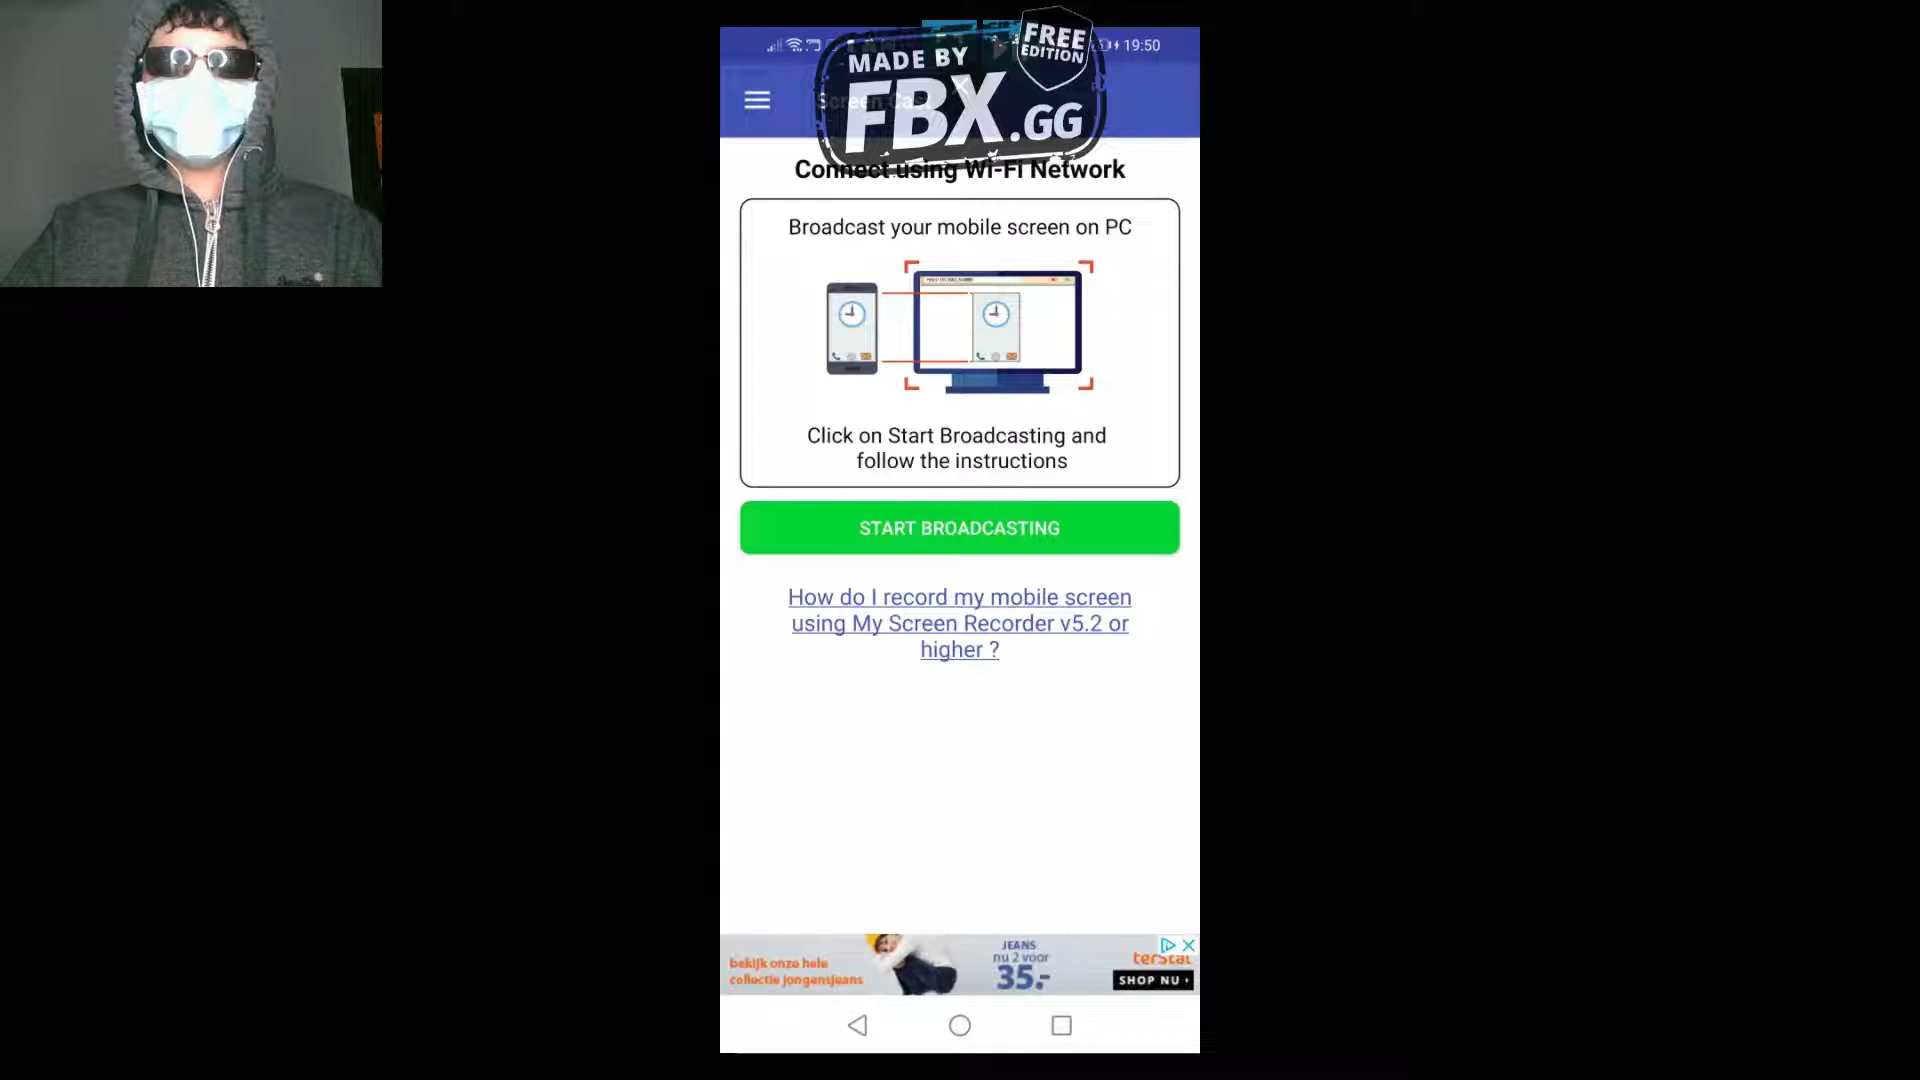 19:50
MADE BY
FREE
EDITION
FBX.GG
Screen Cast
Connect using Wi-Fi Network
Broadcast your mobile screen on PC
Click on Start Broadcasting and
follow the instructions
START BROADCASTING
How do I record my mobile screen
using My Screen Recorder v5.2 or
higher ?
bekijk onze hele
collectie jongensjeans
JEANS
nu 2 voor
35.-
terstal
SHOP NU